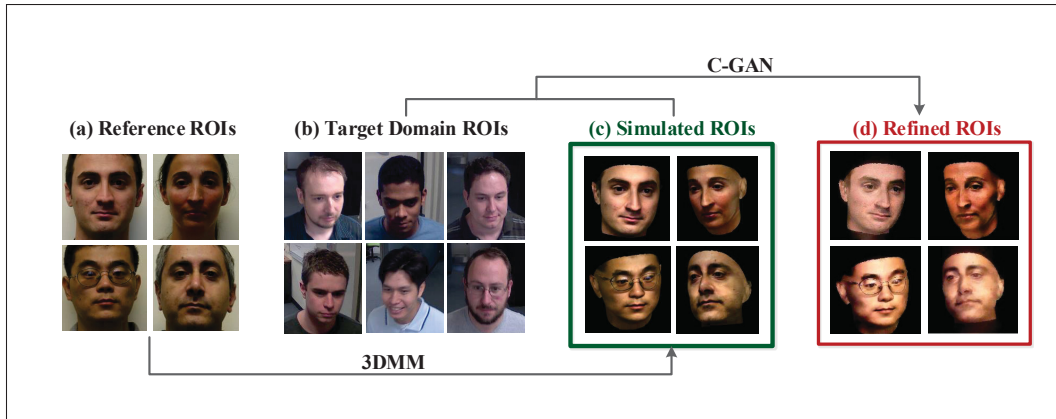 C-GAN
(a) Reference ROIs
(b) Target Domain ROIs
(c) Simulated ROIs
(d) Refined ROIs
3DMM